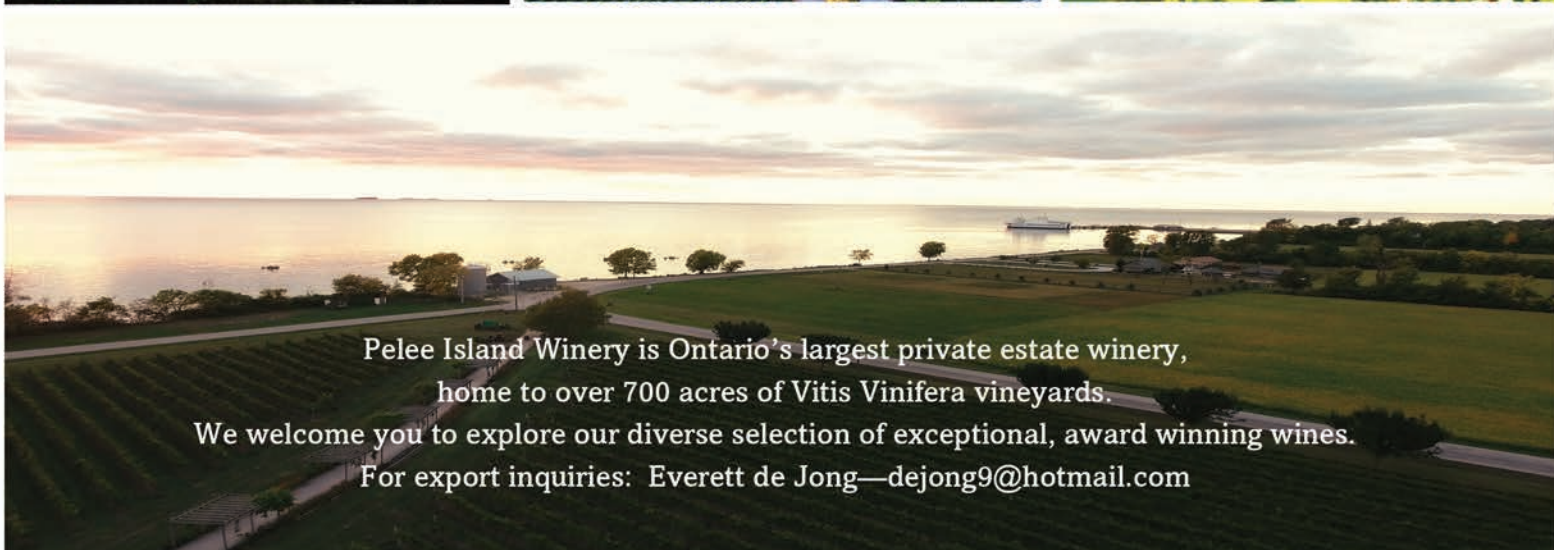 Pelee Island Winery is Ontario’s largest private estate winery,
home to over 700 acres of Vitis Vinifera vineyards.
We welcome you to explore our diverse selection of exceptional, award winning wines.
For export inquiries:  Everett de Jong—dejong9@hotmail.com